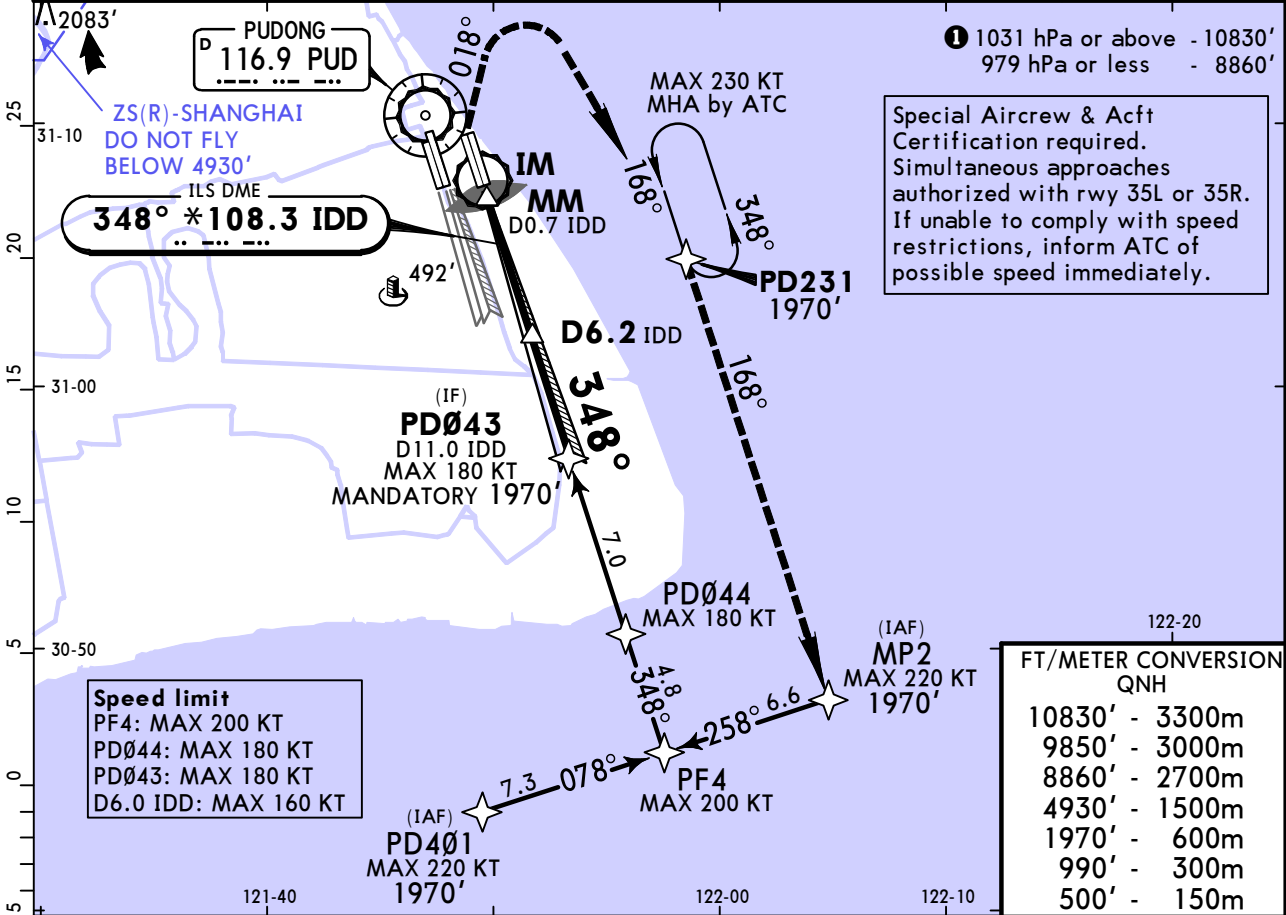 2083'
PUDONG
D 116.9 PUD
018°
❶ 1031 hPa or above - 10830'
979 hPa or less - 8860'
MAX 230 KT
MHA by ATC
Special Aircrew & Acft
Certification required.
Simultaneous approaches
authorized with rwy 35L or 35R.
If unable to comply with speed
restrictions, inform ATC of
possible speed immediately.
25
31-10
ZS(R)-SHANGHAI
DO NOT FLY
BELOW 4930'
IM
MM
D0.7 IDD
168°
348°
ILS DME
348° *108.3 IDD
20
492'
PD231
1970'
D6.2 IDD
168°
15
31-00
348°
(IF)
PDØ43
D11.0 IDD
MAX 180 KT
MANDATORY 1970'
10
7.0
PDØ44
MAX 180 KT
122-20
5
30-50
(IAF)
MP2
MAX 220 KT
1970'
4.8
348°
258° 6.6
Speed limit
PF4: MAX 200 KT
PDØ44: MAX 180 KT
PDØ43: MAX 180 KT
D6.0 IDD: MAX 160 KT
0
PF4
MAX 200 KT
7.3 078°
(IAF)
PD4Ø1
MAX 220 KT
1970'
5
121-40
122-00
122-10
FT/METER CONVERSION
QNH
10830' - 3300m
9850' - 3000m
8860' - 2700m
4930' - 1500m
1970' - 600m
990' - 300m
500' - 150m